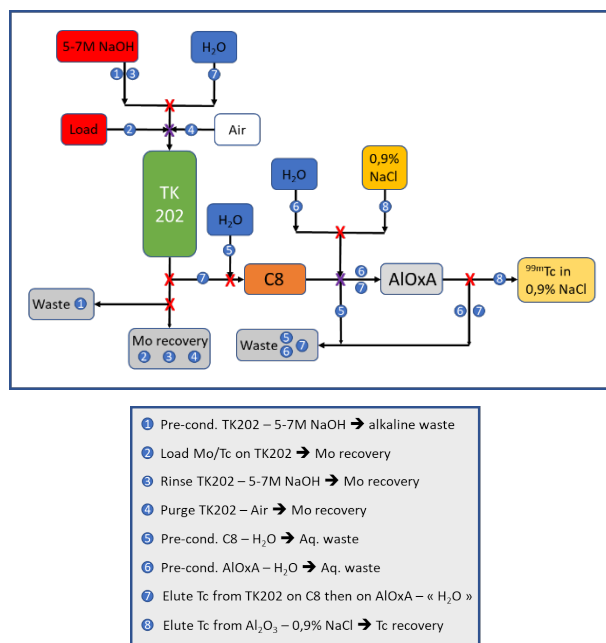 5-7M NaOH
H₂O
1 3
7
Load
2
4
Air
TK
202
H₂O
0,9%
NaCl
H₂O
6
8
5
7
C8
6
7
AlOxA
8
⁹⁹ᵐTc in
0,9% NaCl
Waste 1
5
6 7
Mo recovery
2 3 4
Waste 5 6 7
1 Pre-cond. TK202 – 5-7M NaOH ➔ alkaline waste
2 Load Mo/Tc on TK202 ➔ Mo recovery
3 Rinse TK202 – 5-7M NaOH ➔ Mo recovery
4 Purge TK202 – Air ➔ Mo recovery
5 Pre-cond. C8 – H₂O ➔ Aq. waste
6 Pre-cond. AlOxA – H₂O ➔ Aq. waste
7 Elute Tc from TK202 on C8 then on AlOxA – « H₂O »
8 Elute Tc from Al₂O₃ – 0,9% NaCl ➔ Tc recovery